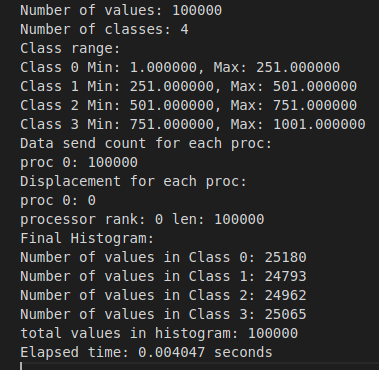 Number of values: 100000
Number of classes: 4
Class range:
Class 0 Min: 1.000000, Max: 251.000000
Class 1 Min: 251.000000, Max: 501.000000
Class 2 Min: 501.000000, Max: 751.000000
Class 3 Min: 751.000000, Max: 1001.000000
Data send count for each proc:
proc 0: 100000
Displacement for each proc:
proc 0: 0
processor rank: 0 len: 100000
Final Histogram:
Number of values in Class 0: 25180
Number of values in Class 1: 24793
Number of values in Class 2: 24962
Number of values in Class 3: 25065
total values in histogram: 100000
Elapsed time: 0.004047 seconds